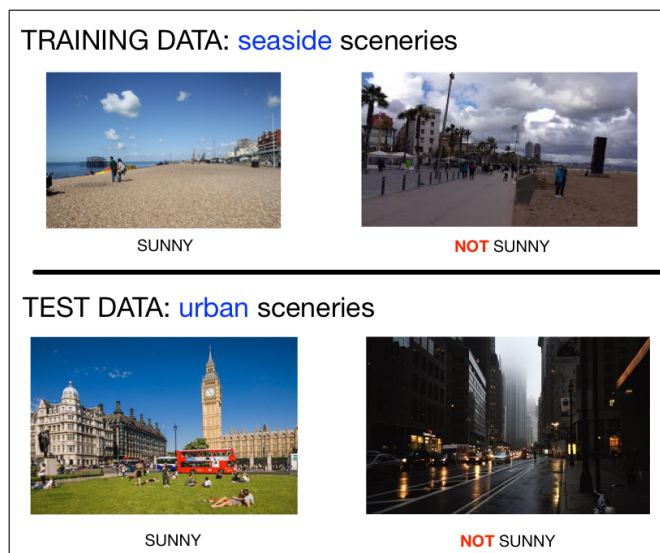 TRAINING DATA: seaside sceneries
SUNNY
NOT SUNNY
TEST DATA: urban sceneries
SUNNY
NOT SUNNY